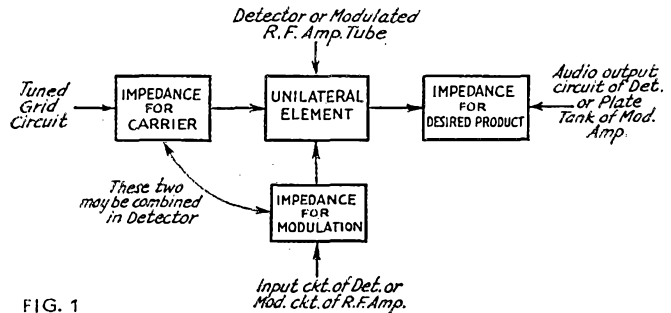 Detector or Modulated
R.F. Amp. Tube
Tuned
Grid
Circuit
IMPEDANCE
FOR
CARRIER
UNILATERAL
ELEMENT
IMPEDANCE
FOR
DESIRED PRODUCT
Audio output
circuit of Det.
or Plate
Tank of Mod.
Amp.
These two
may be combined
in Detector
IMPEDANCE
FOR
MODULATION
Input ckt. of Det. or
Mod. ckt. of R.F. Amp.
FIG. 1